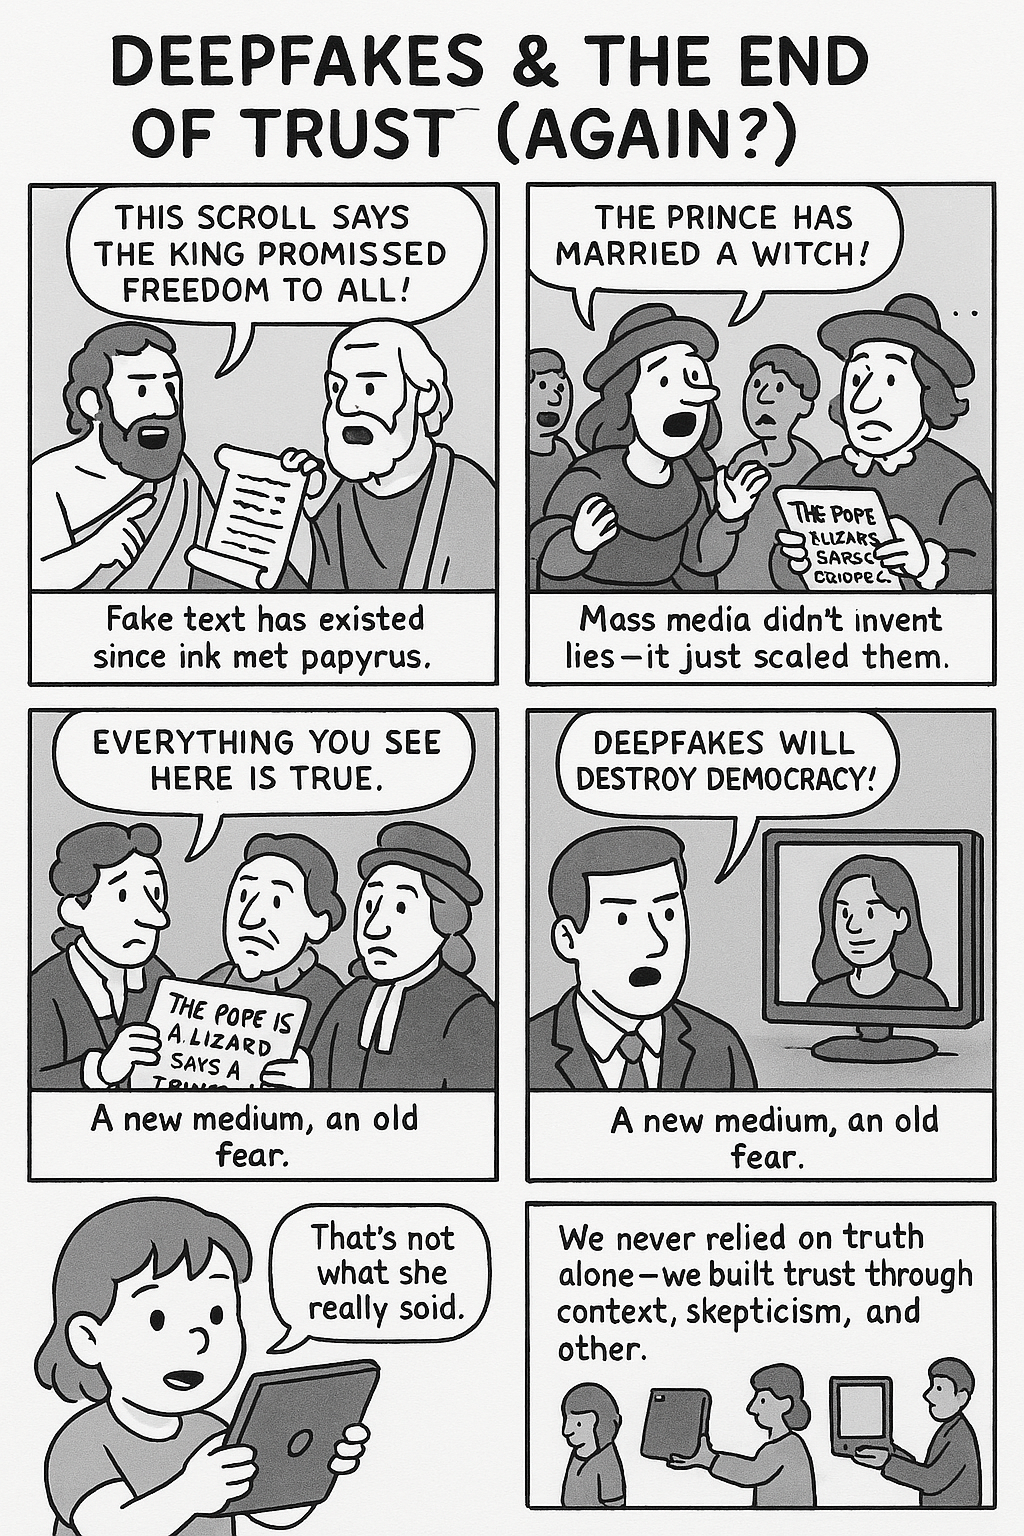 DEEPFAKES & THE END
OF TRUST (AGAIN?)
THIS SCROLL SAYS
THE KING PROMISSED
FREEDOM TO ALL!
Fake text has existed
since ink met papyrus.
THE PRINCE HAS
MARRIED A WITCH!
THE POPE
SARSC
Mass media didn't invent
lies—it just scaled them.
EVERYTHING YOU SEE
HERE IS TRUE.
THE POPE IS
A. LIZARD
SAYS A
A new medium, an old
fear.
DEEPFAKES WILL
DESTROY DEMOCRACY!
A new medium, an old
fear.
That's not
what she
really soid.
We never relied on truth
alone—we built trust through
context, skepticism, and
other.